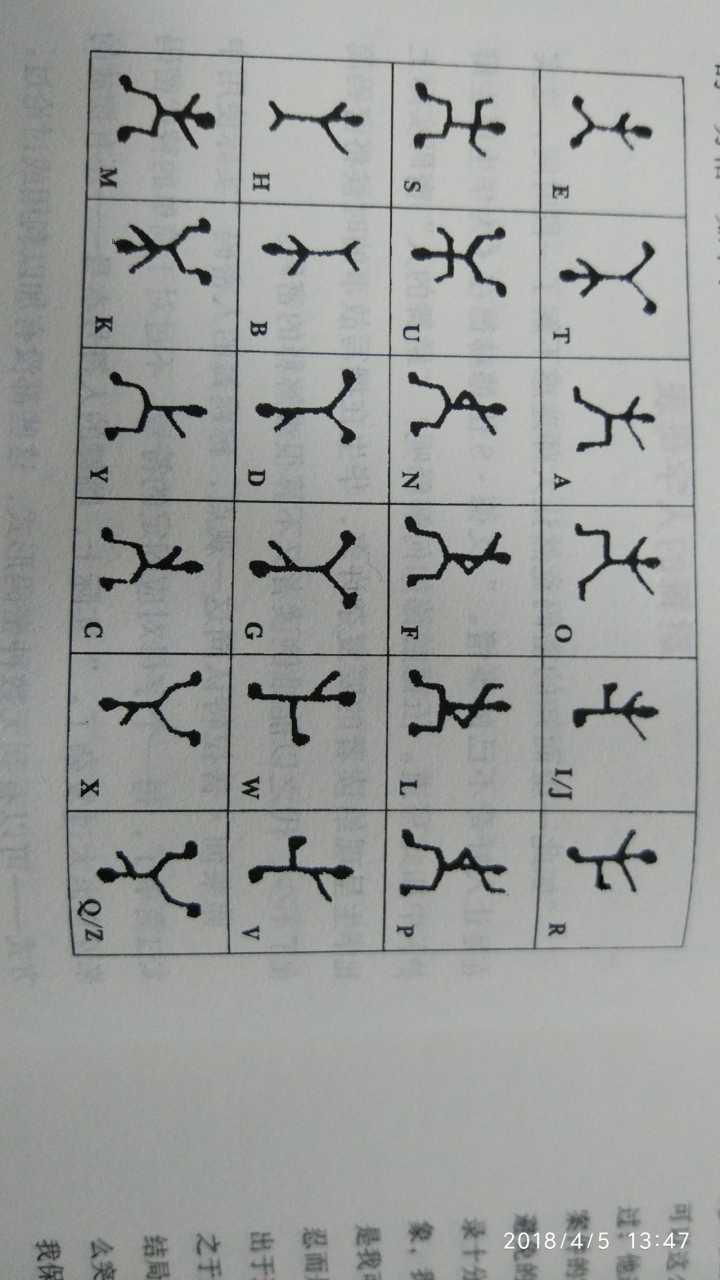 E T A O I/J R
S U N F L P
H B D G W V
M K Y C X Q/Z
可以这
过，他
案件的
避免的
录十分
象，我
是我可
忍而
出于
之于
结局
么突
我保
2018/4/5 13:47